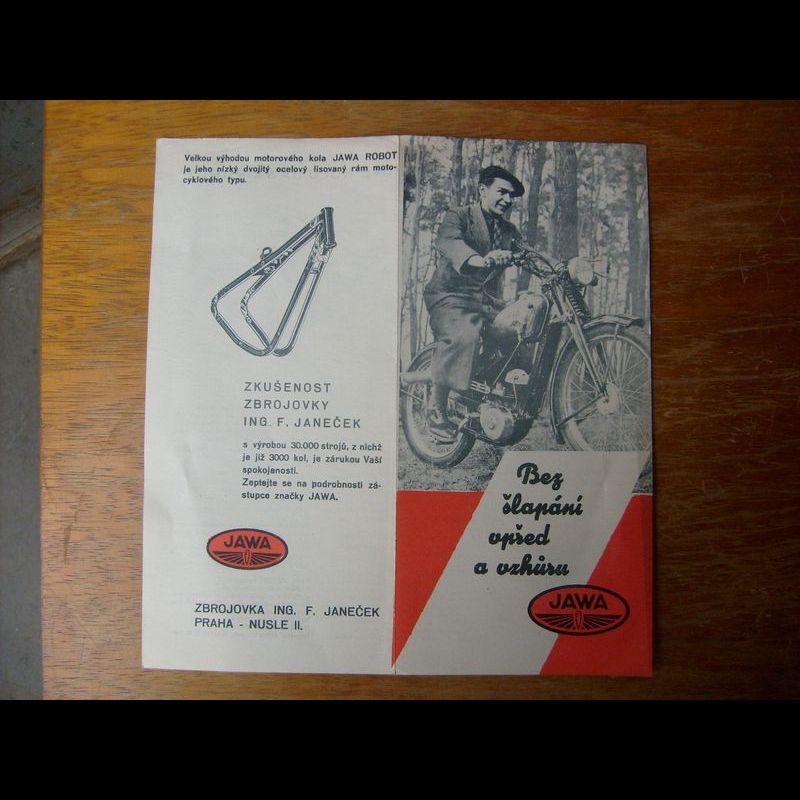 Velkou výhodou motorového kola JAWA ROBOT
je jeho nízký dvojitý ocelový lisovaný rám moto-
cyklového typu.
ZKUŠENOST
ZBROJOVKY
ING. F. JANEČEK
s výrobou 30.000 strojů, z nichž
je již 3000 kol, je zárukou Vaší
spokojenosti.
Zeptejte se na podrobnosti zá-
stupce značky JAWA.
JAWA
ZBROJOVKA ING. F. JANEČEK
PRAHA - NUSLE II.
Bez
šlapání
vpřed
a vzhůru
JAWA